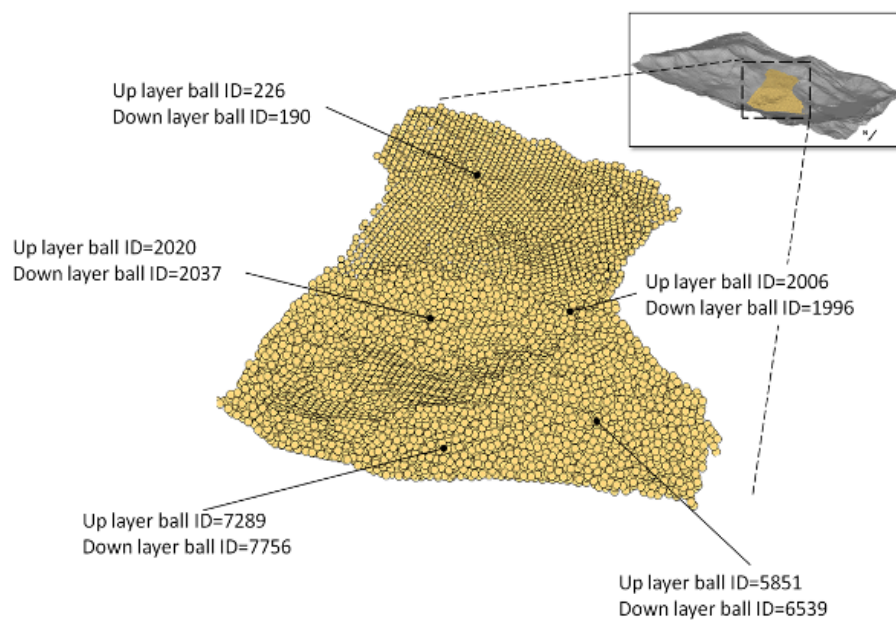 Up layer ball ID=226
Down layer ball ID=190
Up layer ball ID=2020
Down layer ball ID=2037
Up layer ball ID=2006
Down layer ball ID=1996
Up layer ball ID=7289
Down layer ball ID=7756
Up layer ball ID=5851
Down layer ball ID=6539
N